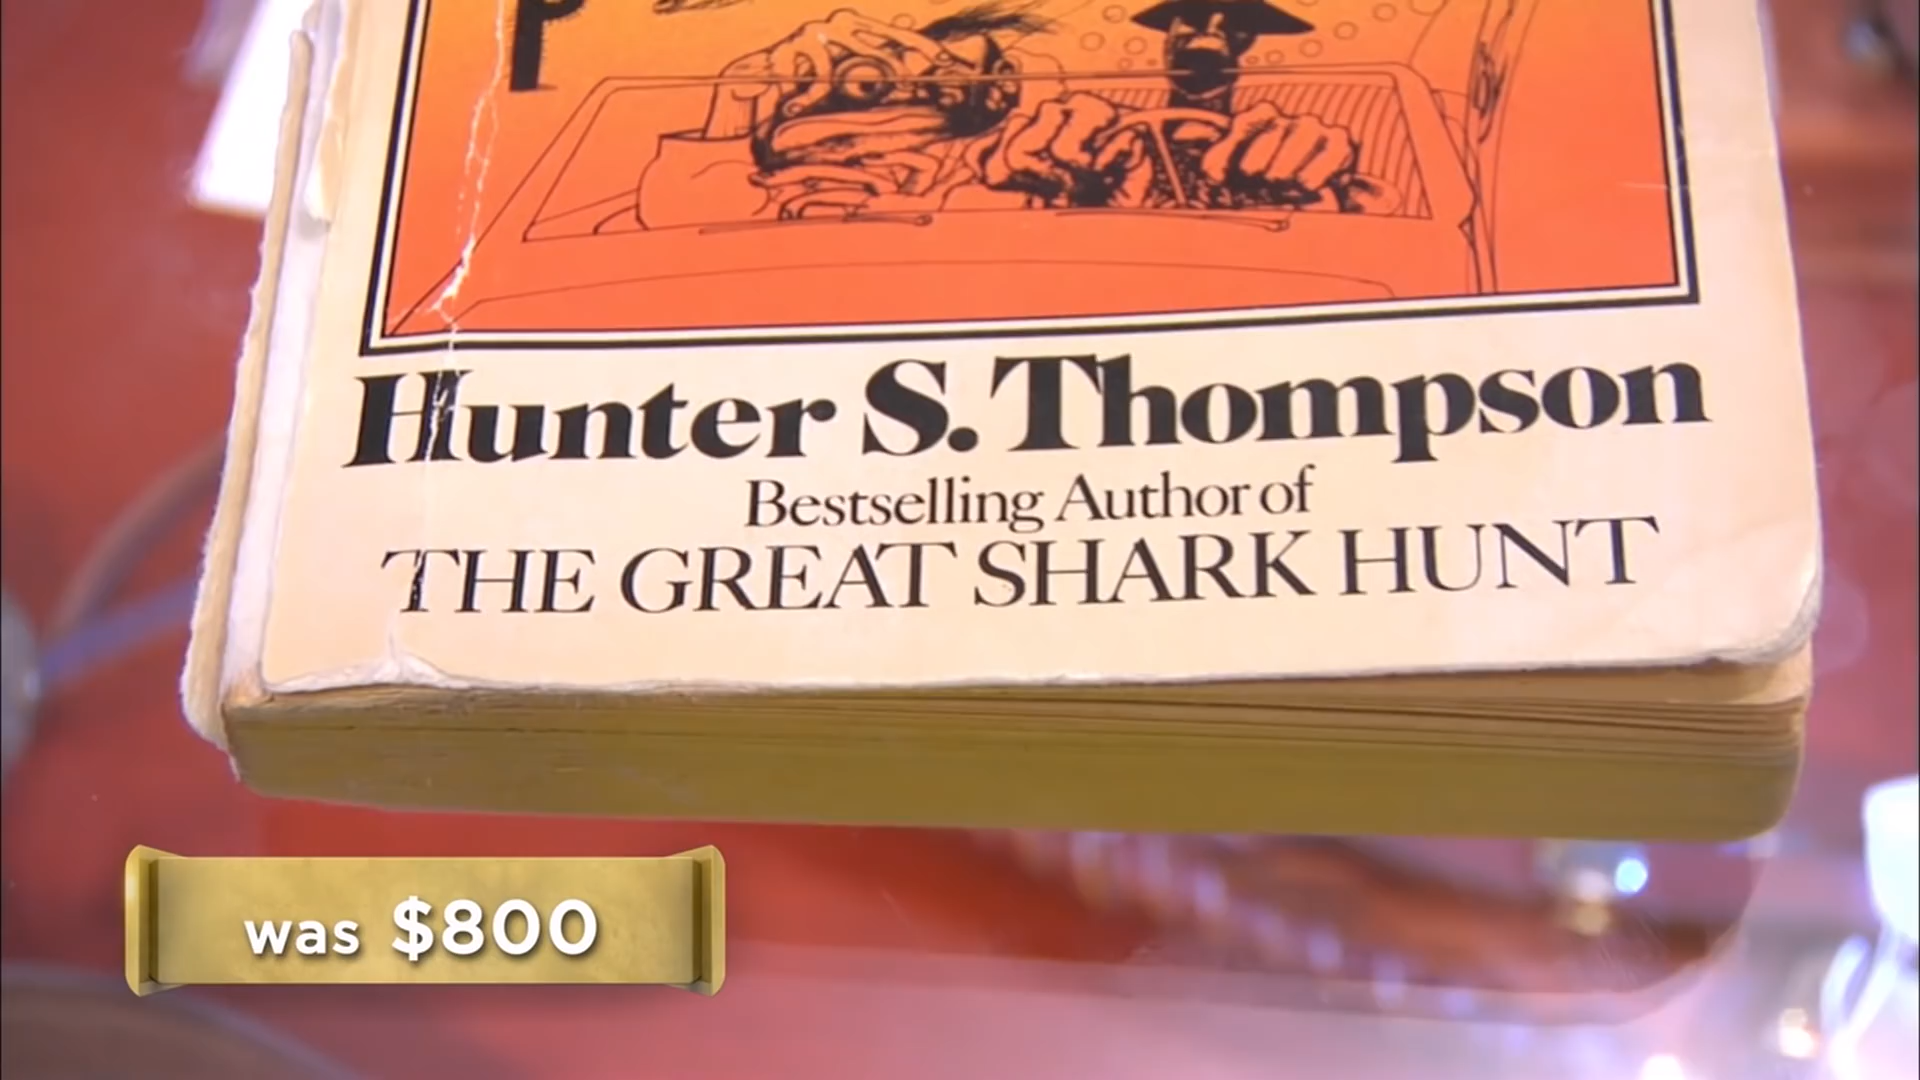 Hunter S. Thompson
Bestselling Author of
THE GREAT SHARK HUNT
was $800